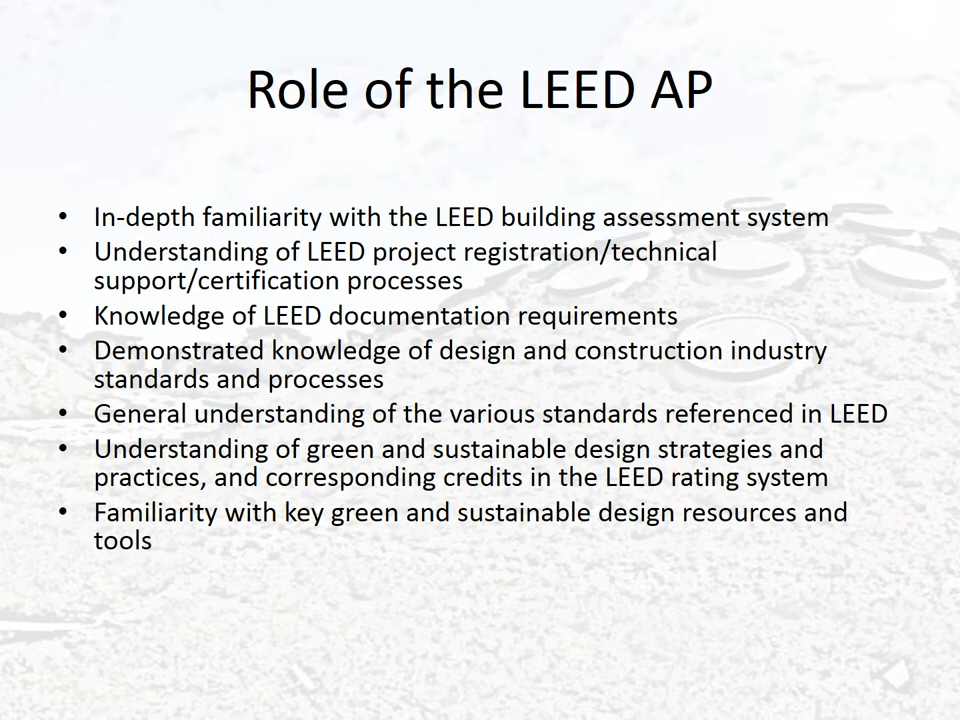 Role of the LEED AP
• In-depth familiarity with the LEED building assessment system
• Understanding of LEED project registration/technical
support/certification processes
• Knowledge of LEED documentation requirements
• Demonstrated knowledge of design and construction industry
standards and processes
• General understanding of the various standards referenced in LEED
• Understanding of green and sustainable design strategies and
practices, and corresponding credits in the LEED rating system
• Familiarity with key green and sustainable design resources and
tools